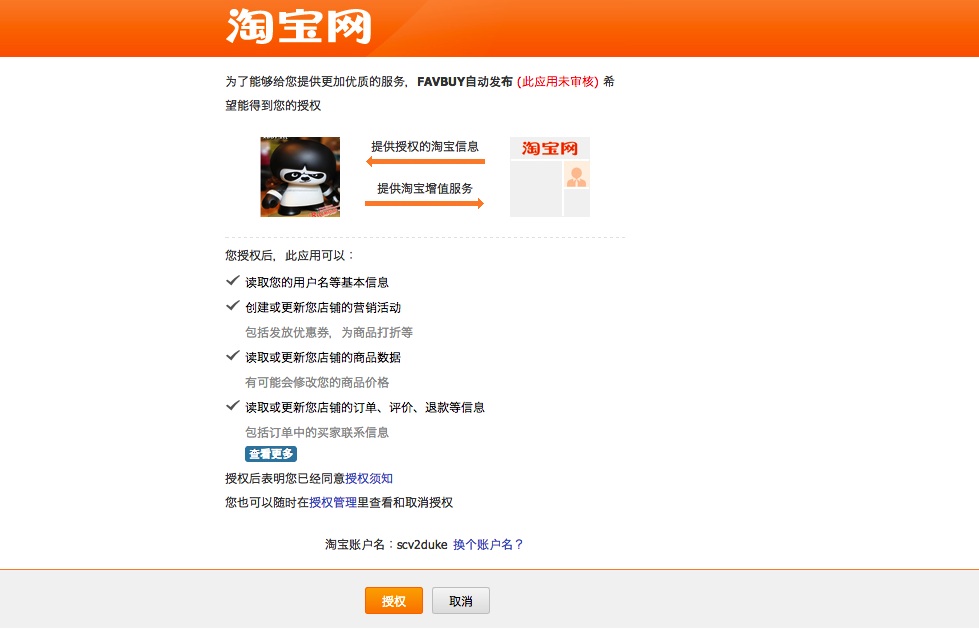 淘宝网
为了能够给您提供更加优质的服务，FAVBUY自动发布 (此应用未审核) 希
望能得到您的授权
提供授权的淘宝信息
淘宝网
提供淘宝增值服务
您授权后，此应用可以：
读取您的用户名等基本信息
创建或更新您店铺的营销活动
包括发放优惠券，为商品打折等
读取或更新您店铺的商品数据
有可能会修改您的商品价格
读取或更新您店铺的订单、评价、退款等信息
包括订单中的买家联系信息
查看更多
授权后表明您已经同意授权须知
您也可以随时在授权管理里查看和取消授权
淘宝账户名：scv2duke 换个账户名？
授权 取消